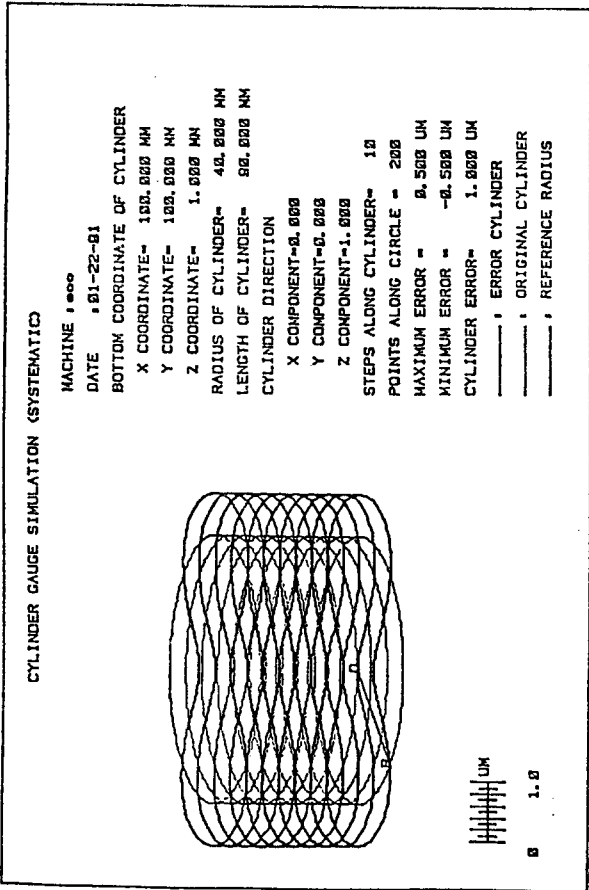 CYLINDER GAUGE SIMULATION (SYSTEMATIC)
MACHINE :
DATE : 01-22-81
BOTTOM COORDINATE OF CYLINDER
X COORDINATE= 100.000 MM
Y COORDINATE= 100.000 MM
Z COORDINATE= 1.000 MM
RADIUS OF CYLINDER= 40.000 MM
LENGTH OF CYLINDER= 90.000 MM
CYLINDER DIRECTION
X COMPONENT=0.000
Y COMPONENT=0.000
Z COMPONENT=1.000
STEPS ALONG CYLINDER= 10
POINTS ALONG CIRCLE = 200
MAXIMUM ERROR = 0.500 UM
MINIMUM ERROR = -0.500 UM
CYLINDER ERROR= 1.000 UM
: ERROR CYLINDER
: ORIGINAL CYLINDER
: REFERENCE RADIUS
UM
0 1.0